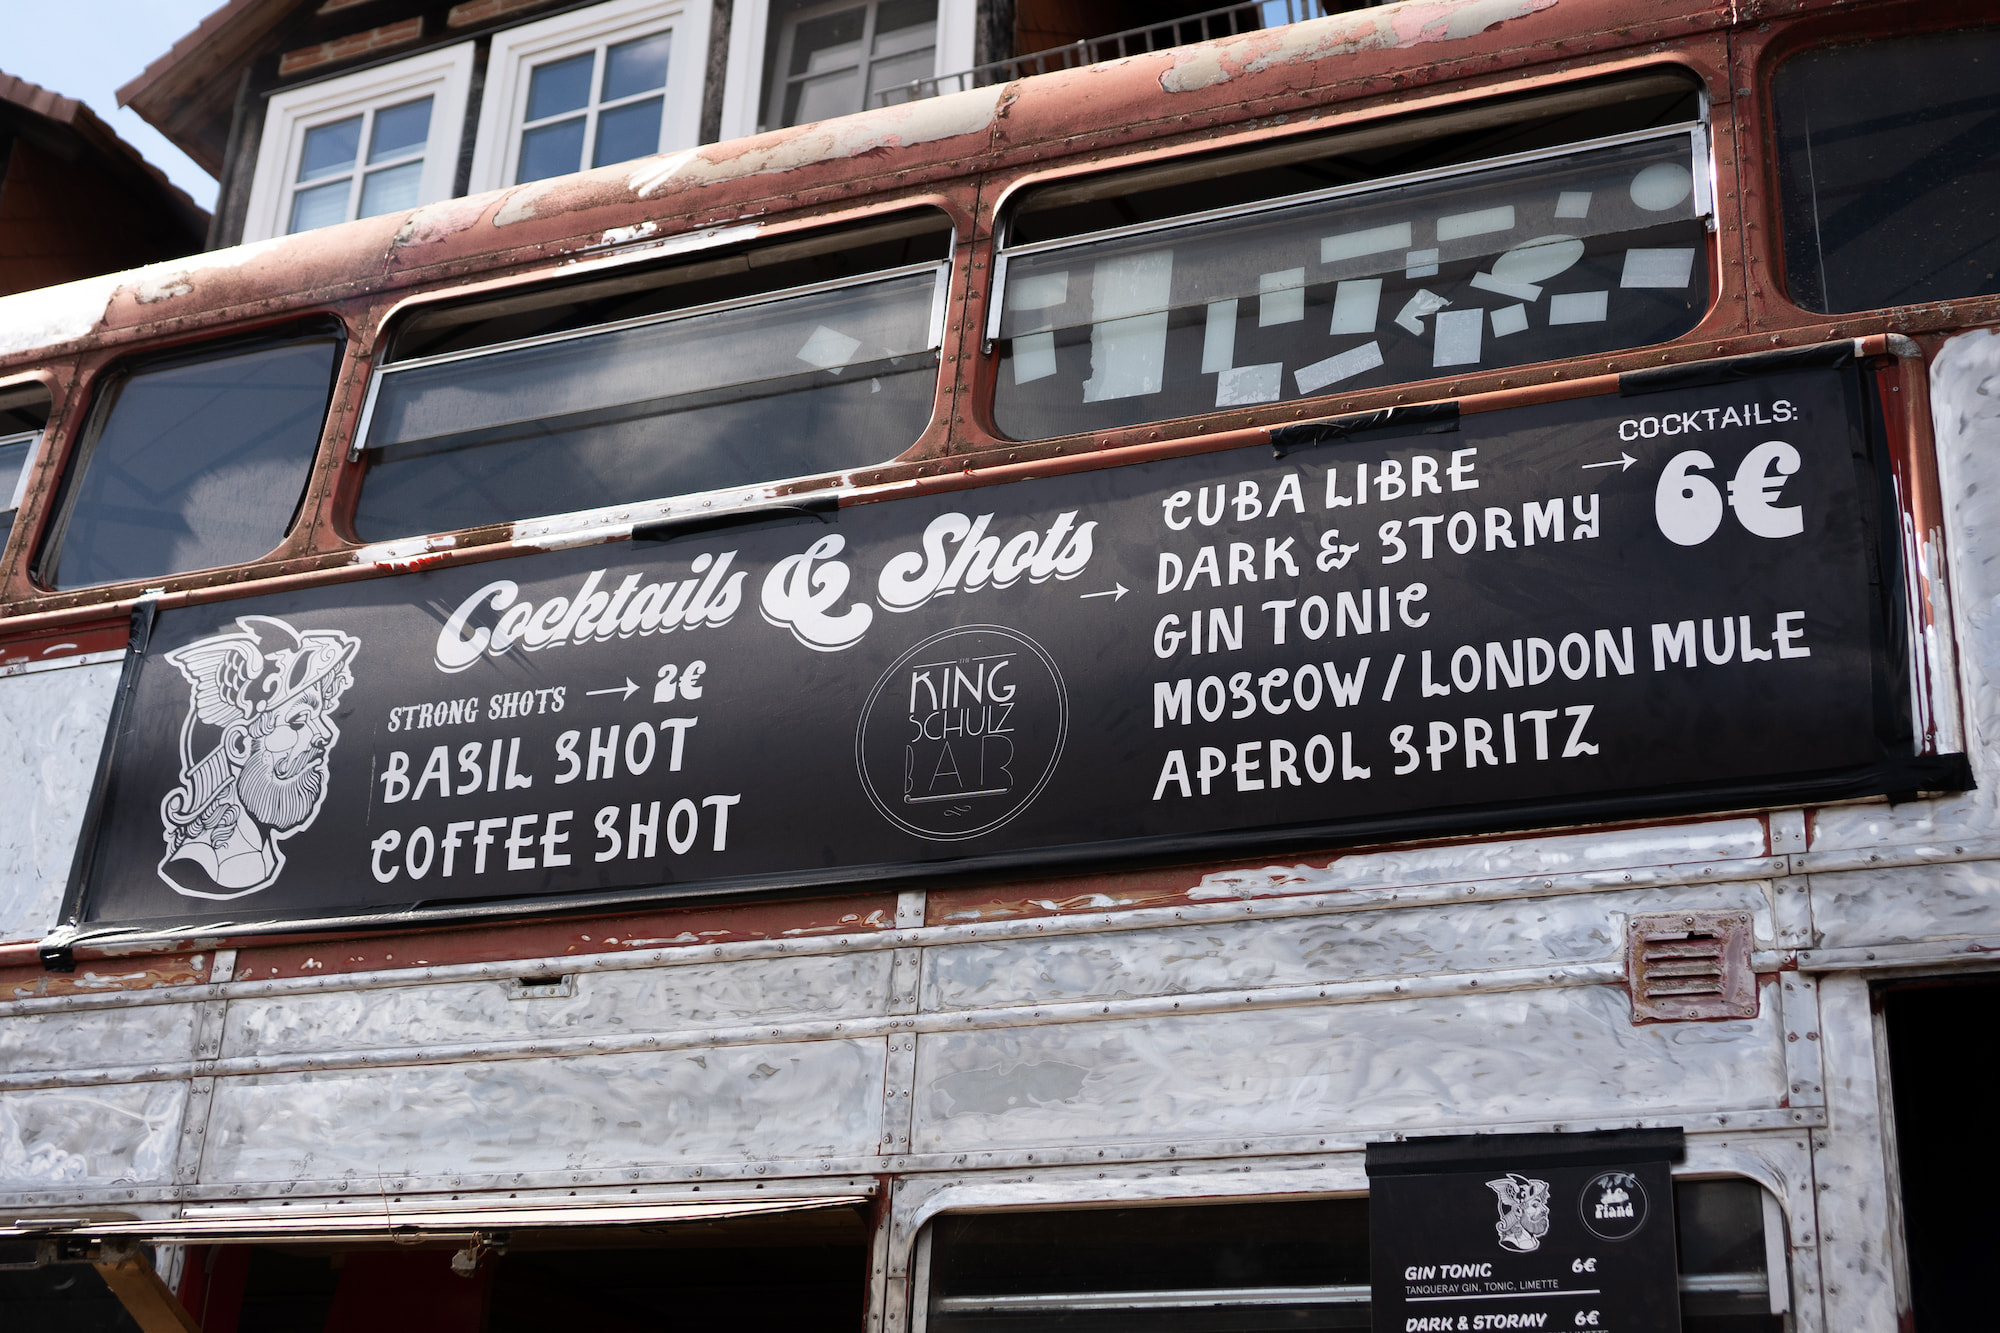 Cocktails & Shots
STRONG SHOTS → 2€
BASIL SHOT
COFFEE SHOT
THE
KING
SCHULZ
BAR
→
COCKTAILS:
→ 6€
CUBA LIBRE
DARK & STORMY
GIN TONIC
MOSCOW / LONDON MULE
APEROL SPRITZ
Pfand
GIN TONIC 6€
TANQUERAY GIN, TONIC, LIMETTE
DARK & STORMY 6€